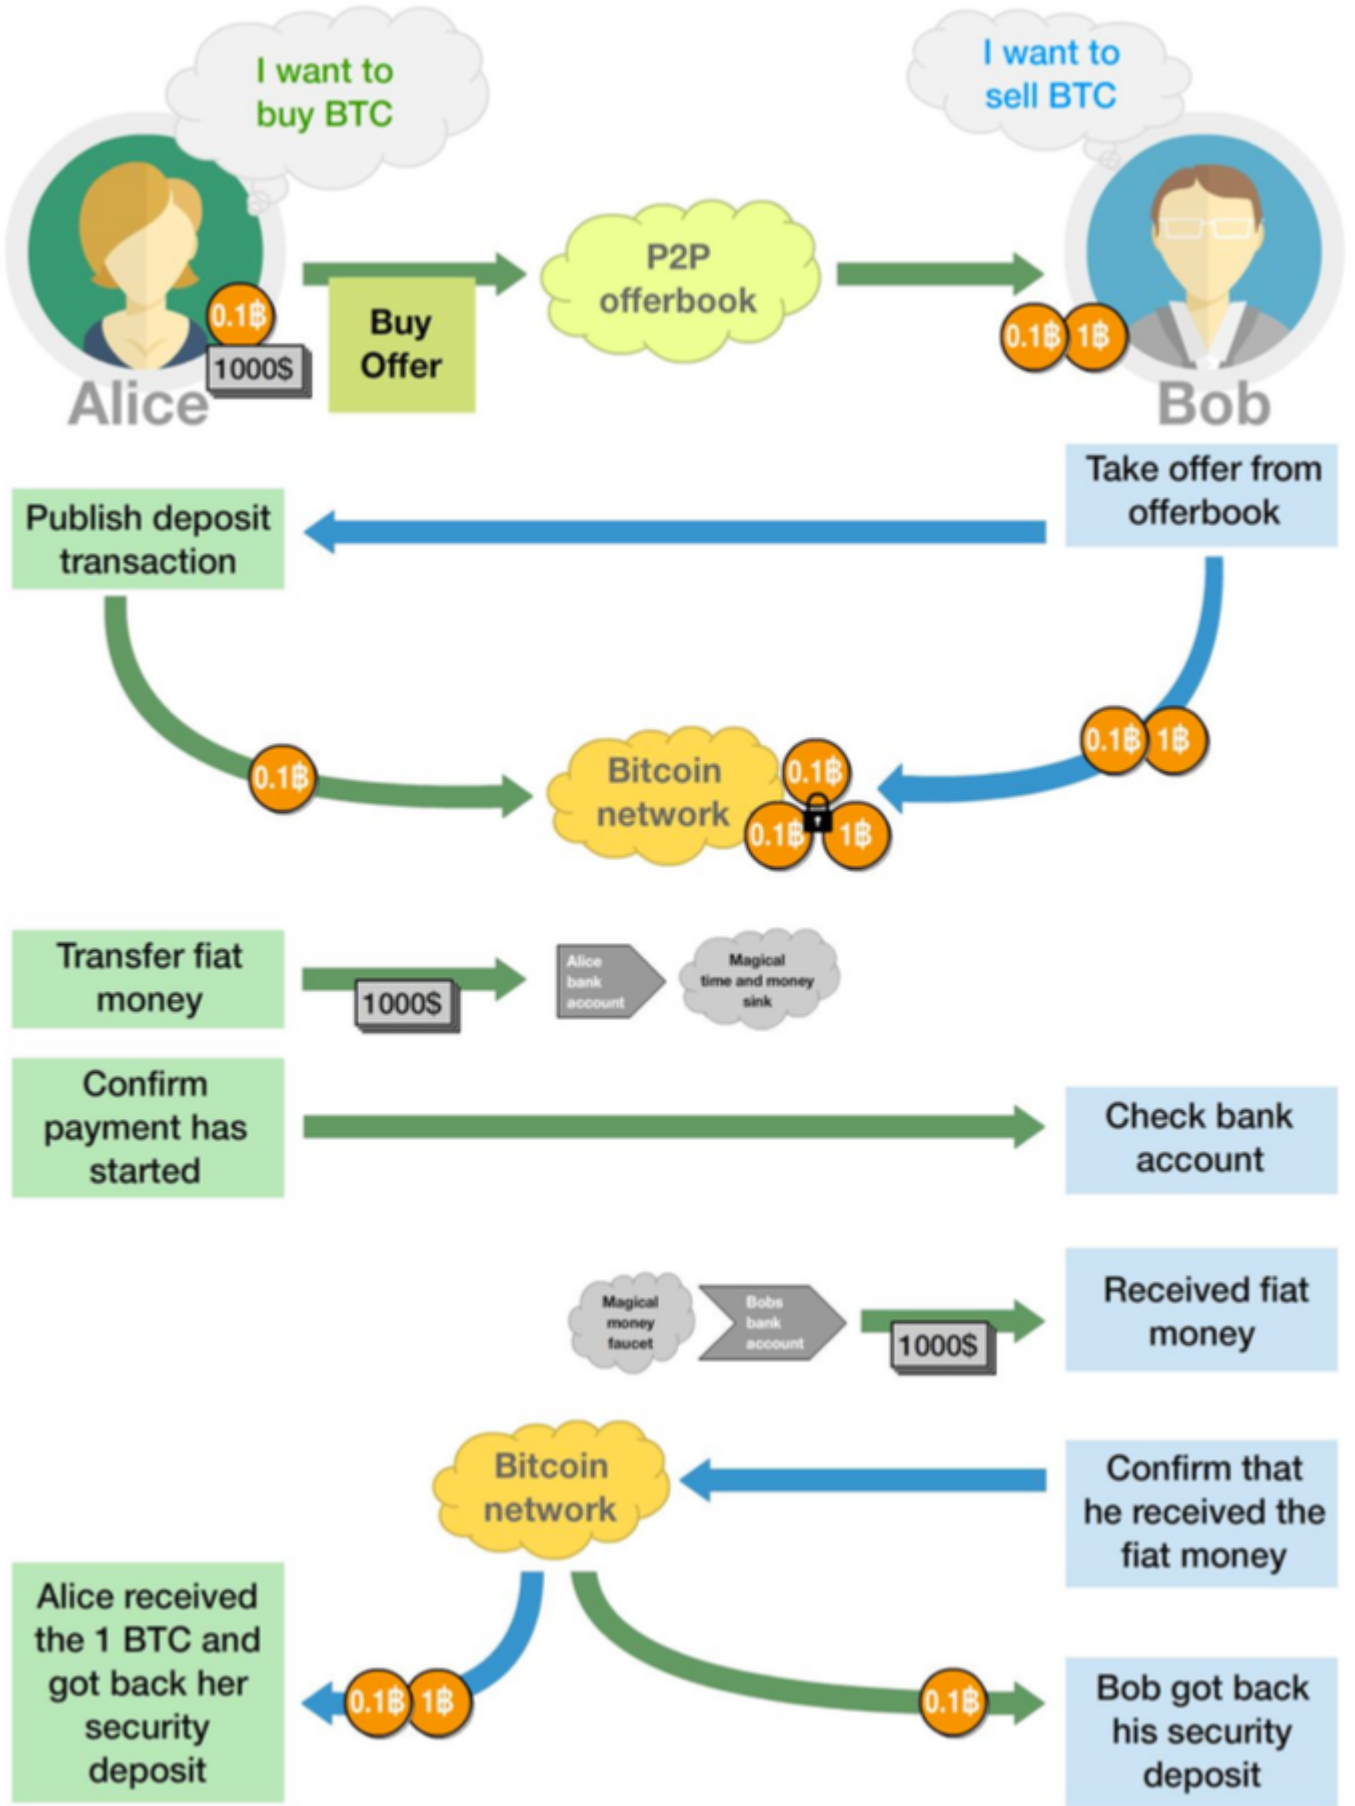 I want to
buy BTC
I want to
sell BTC
P2P
offerbook
0.1฿
1000$
Buy
Offer
0.1฿
1฿
Alice
Bob
Take offer from
offerbook
Publish deposit
transaction
0.1฿
Bitcoin
network
0.1฿
0.1฿
1฿
0.1฿
1฿
Transfer fiat
money
1000$
Alice
bank
account
Magical
time and money
sink
Confirm
payment has
started
Check bank
account
Magical
money
faucet
Bobs
bank
account
1000$
Received fiat
money
Bitcoin
network
Confirm that
he received the
fiat money
Alice received
the 1 BTC and
got back her
security
deposit
0.1฿
1฿
0.1฿
Bob got back
his security
deposit